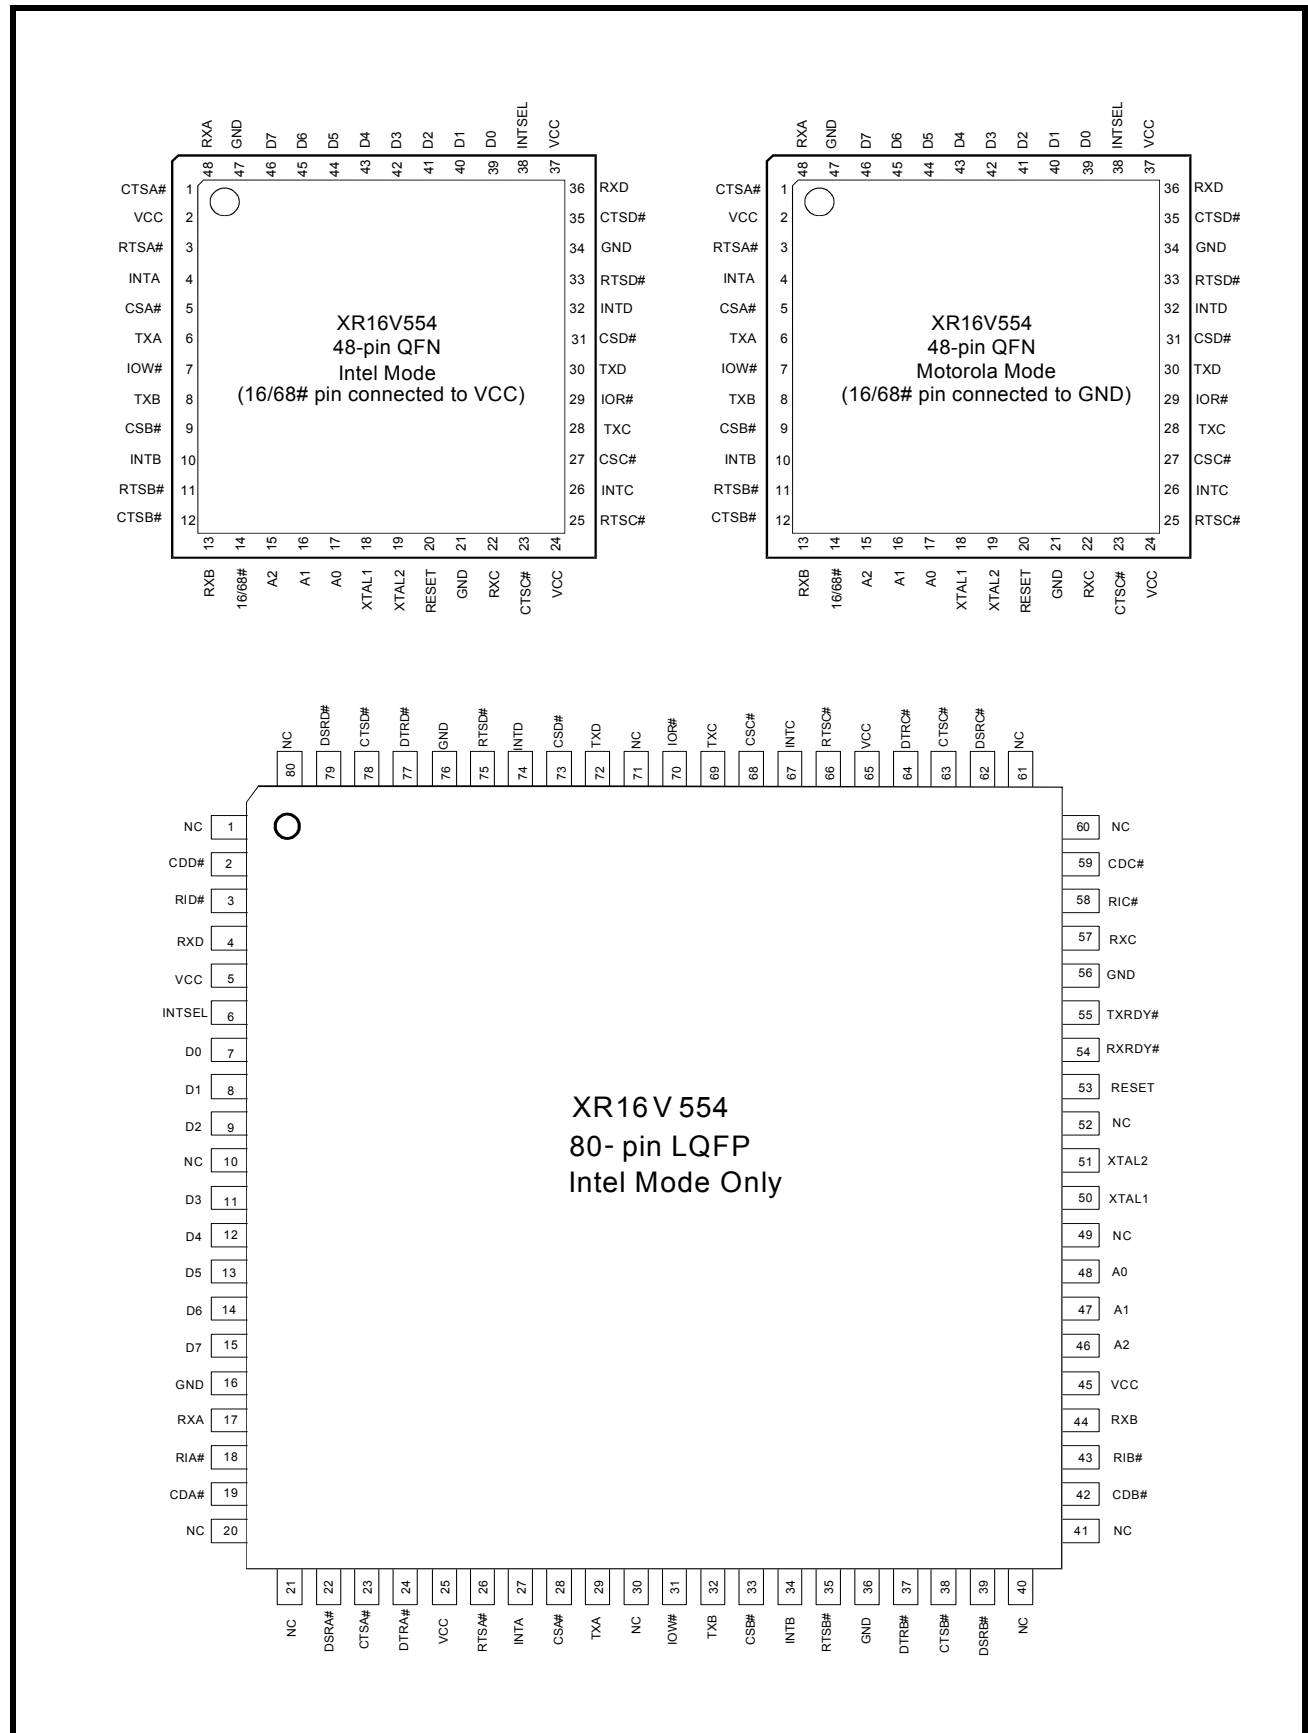 RXA GND D7 D6 D5 D4 D3 D2 D1 D0 INTSEL VCC
48 47 46 45 44 43 42 41 40 39 38 37
CTSA# 1 36 RXD
VCC 2 35 CTSD#
RTSA# 3 34 GND
INTA 4 33 RTSD#
CSA# 5 32 INTD
TXA 6 31 CSD#
IOW# 7 30 TXD
TXB 8 29 IOR#
CSB# 9 28 TXC
INTB 10 27 CSC#
RTSB# 11 26 INTC
CTSB# 12 25 RTSC#
XR16V554
48-pin QFN
Intel Mode
(16/68# pin connected to VCC)
13 14 15 16 17 18 19 20 21 22 23 24
RXB 16/68# A2 A1 A0 XTAL1 XTAL2 RESET GND RXC CTSC# VCC
RXA GND D7 D6 D5 D4 D3 D2 D1 D0 INTSEL VCC
48 47 46 45 44 43 42 41 40 39 38 37
CTSA# 1 36 RXD
VCC 2 35 CTSD#
RTSA# 3 34 GND
INTA 4 33 RTSD#
CSA# 5 32 INTD
TXA 6 31 CSD#
IOW# 7 30 TXD
TXB 8 29 IOR#
CSB# 9 28 TXC
INTB 10 27 CSC#
RTSB# 11 26 INTC
CTSB# 12 25 RTSC#
XR16V554
48-pin QFN
Motorola Mode
(16/68# pin connected to GND)
13 14 15 16 17 18 19 20 21 22 23 24
RXB 16/68# A2 A1 A0 XTAL1 XTAL2 RESET GND RXC CTSC# VCC
NC DSRD# CTSD# DTRD# GND RTSD# INTD CSD# TXD NC IOR# TXC CSC# INTC RTSC# VCC DTRC# CTSC# DSRC# NC
80 79 78 77 76 75 74 73 72 71 70 69 68 67 66 65 64 63 62 61
NC 1 60 NC
CDD# 2 59 CDC#
RID# 3 58 RIC#
RXD 4 57 RXC
VCC 5 56 GND
INTSEL 6 55 TXRDY#
D0 7 54 RXRDY#
D1 8 53 RESET
D2 9 52 NC
NC 10 51 XTAL2
D3 11 50 XTAL1
D4 12 49 NC
D5 13 48 A0
D6 14 47 A1
D7 15 46 A2
GND 16 45 VCC
RXA 17 44 RXB
RIA# 18 43 RIB#
CDA# 19 42 CDB#
NC 20 41 NC
XR16V554
80- pin LQFP
Intel Mode Only
21 22 23 24 25 26 27 28 29 30 31 32 33 34 35 36 37 38 39 40
NC DSRA# CTSA# DTRA# VCC RTSA# INTA CSA# TXA NC IOW# TXB CSB# INTB RTSB# GND DTRB# CTSB# DSRB# NC